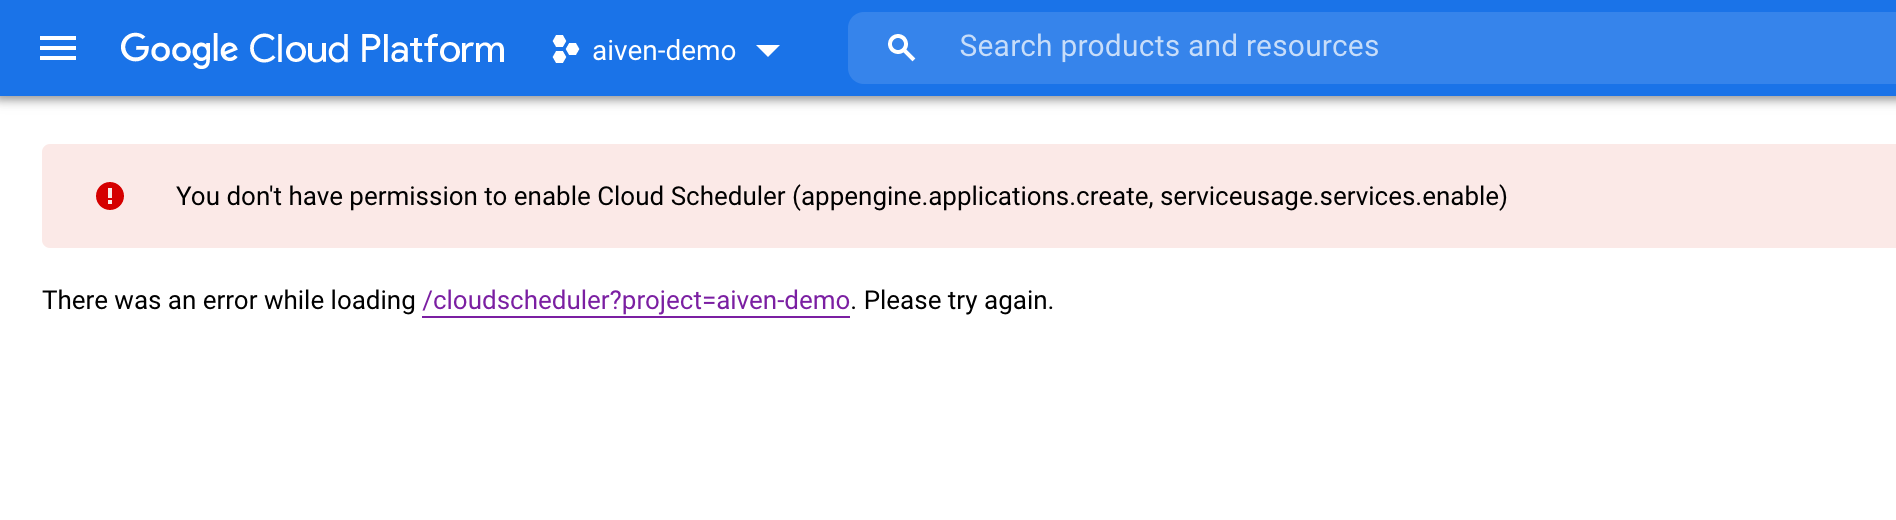 Google Cloud Platform aiven-demo Search products and resources
You don't have permission to enable Cloud Scheduler (appengine.applications.create, serviceusage.services.enable)
There was an error while loading /cloudscheduler?project=aiven-demo. Please try again.